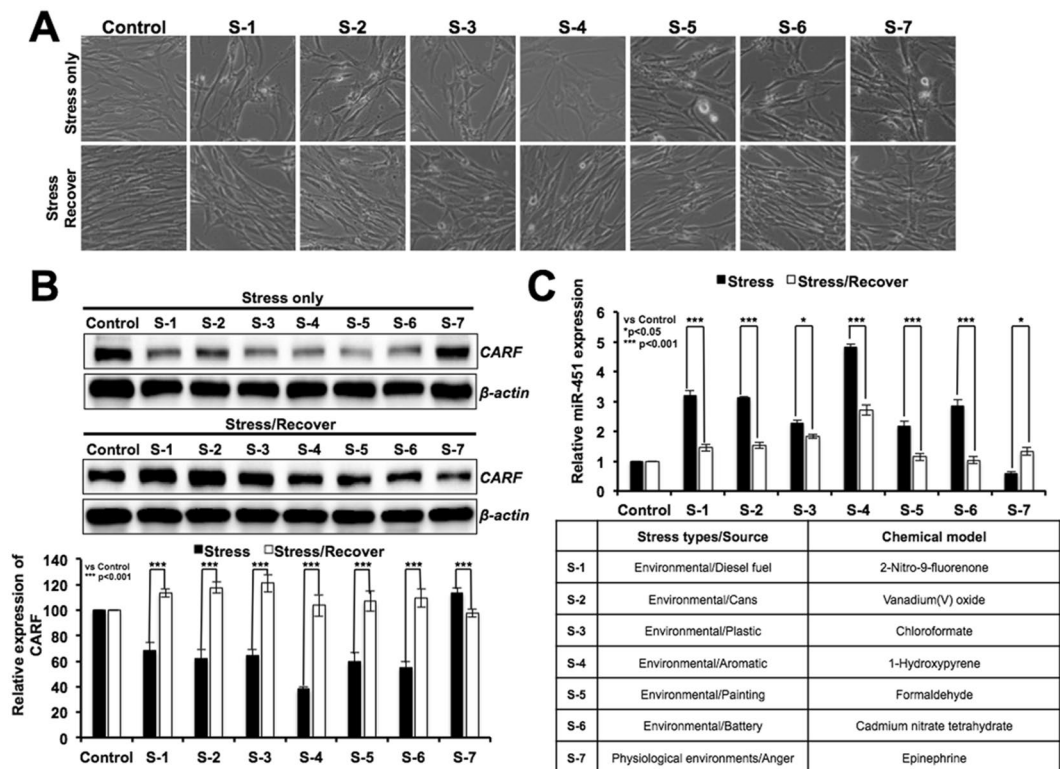 A
Control S-1 S-2 S-3 S-4 S-5 S-6 S-7
Stress only
Stress
Recover
B
Stress only
Control S-1 S-2 S-3 S-4 S-5 S-6 S-7
CARF
β-actin
Stress/Recover
Control S-1 S-2 S-3 S-4 S-5 S-6 S-7
CARF
β-actin
Stress Stress/Recover
vs Control
*** p<0.001
*** *** *** *** *** *** ***
Relative expression of
CARF
140
120
100
80
60
40
20
0
Control S-1 S-2 S-3 S-4 S-5 S-6 S-7
C
Stress Stress/Recover
vs Control
*p<0.05
*** p<0.001
*** *** * *** *** *** *
Relative miR-451 expression
6
5
4
3
2
1
0
Control S-1 S-2 S-3 S-4 S-5 S-6 S-7
Stress types/Source Chemical model
S-1 Environmental/Diesel fuel 2-Nitro-9-fluorenone
S-2 Environmental/Cans Vanadium(V) oxide
S-3 Environmental/Plastic Chloroformate
S-4 Environmental/Aromatic 1-Hydroxypyrene
S-5 Environmental/Painting Formaldehyde
S-6 Environmental/Battery Cadmium nitrate tetrahydrate
S-7 Physiological environments/Anger Epinephrine